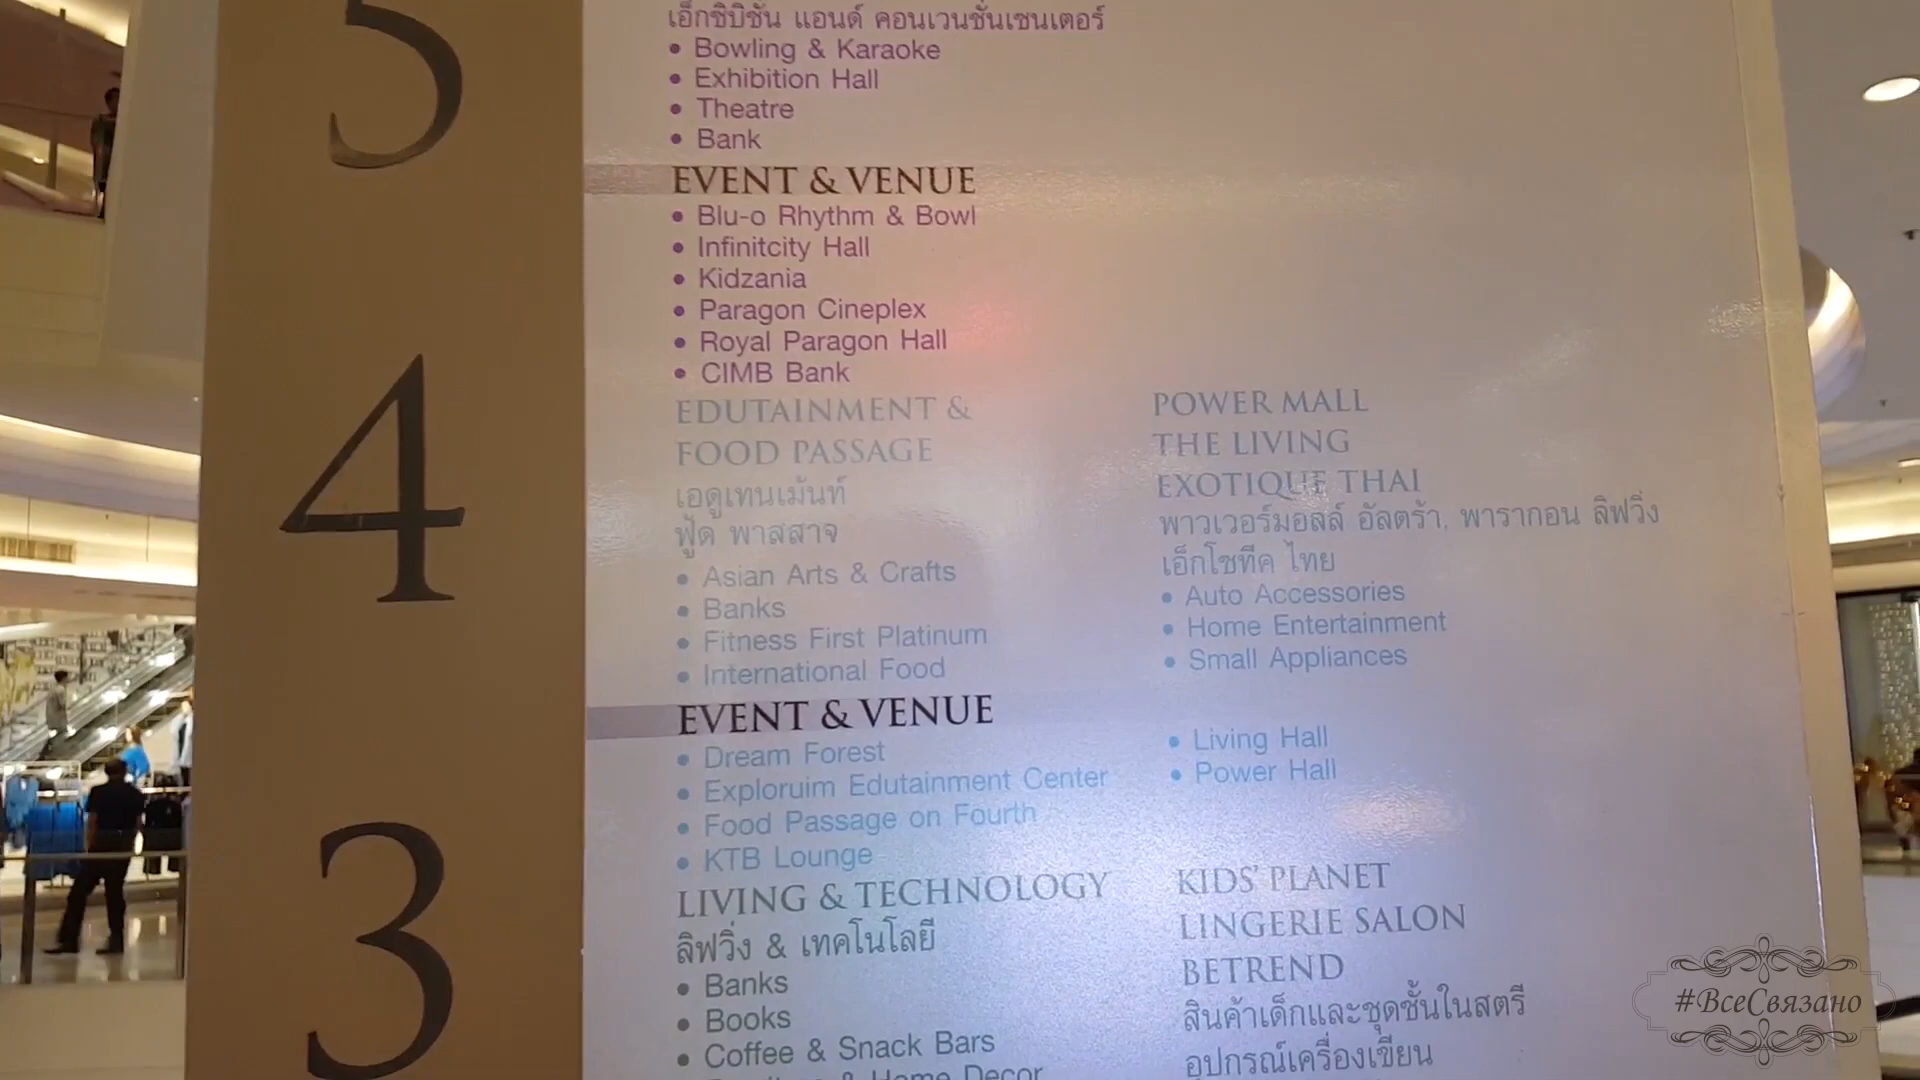 5
เอ็กซิบิชั่น แอนด์ คอนเวนชั่นเซนเตอร์
• Bowling & Karaoke
• Exhibition Hall
• Theatre
• Bank
EVENT & VENUE
• Blu-o Rhythm & Bowl
• Infinitcity Hall
• Kidzania
• Paragon Cineplex
• Royal Paragon Hall
• CIMB Bank
4
EDUTAINMENT &
FOOD PASSAGE
เอดูเทนเม้นท์
ฟู้ด พาสสาจ
• Asian Arts & Crafts
• Banks
• Fitness First Platinum
• International Food
POWER MALL
THE LIVING
EXOTIQUE THAI
พาวเวอร์มอลล์ อัลตร้า, พารากอน ลิฟวิ่ง
เอ็กโซทีค ไทย
• Auto Accessories
• Home Entertainment
• Small Appliances
EVENT & VENUE
• Dream Forest
• Exploruim Edutainment Center
• Food Passage on Fourth
• KTB Lounge
• Living Hall
• Power Hall
3
LIVING & TECHNOLOGY
ลิฟวิ่ง & เทคโนโลยี
• Banks
• Books
• Coffee & Snack Bars
& Home Decor
KIDS' PLANET
LINGERIE SALON
BETREND
สินค้าเด็กและชุดชั้นในสตรี
อุปกรณ์เครื่องเขียน
#ВсеСвязано